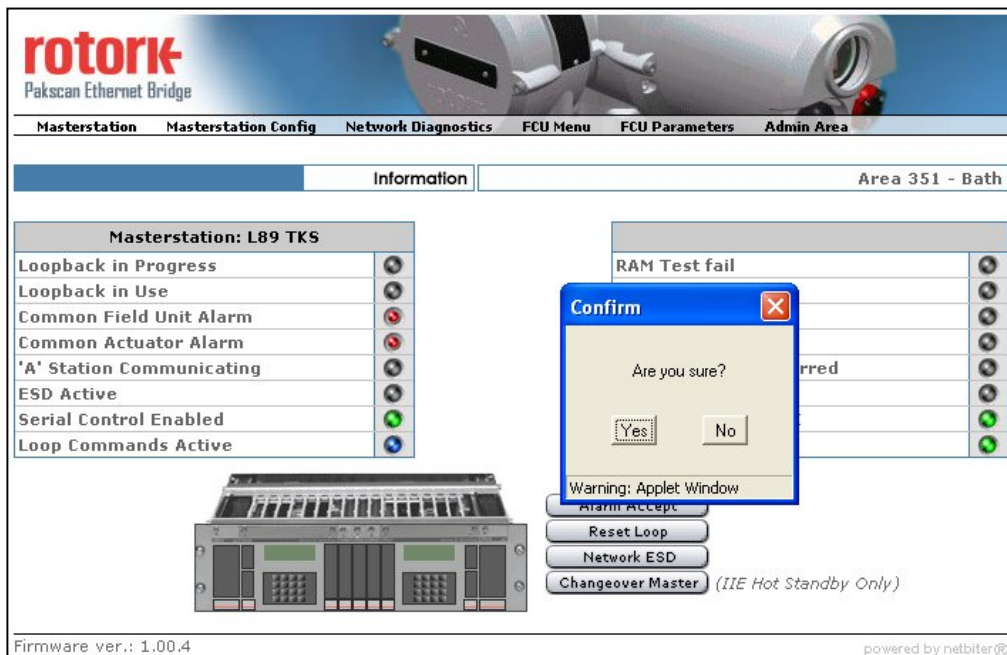 rotork
Pakscan Ethernet Bridge
Masterstation Masterstation Config Network Diagnostics FCU Menu FCU Parameters Admin Area
Information
Area 351 - Bath
Masterstation: L89 TKS
Loopback in Progress
Loopback in Use
Common Field Unit Alarm
Common Actuator Alarm
'A' Station Communicating
ESD Active
Serial Control Enabled
Loop Commands Active
RAM Test fail
rred
Confirm
Are you sure?
Yes No
Warning: Applet Window
Alarm Accept
Reset Loop
Network ESD
Changeover Master (IIE Hot Standby Only)
Firmware ver.: 1.00.4
powered by netbiter®